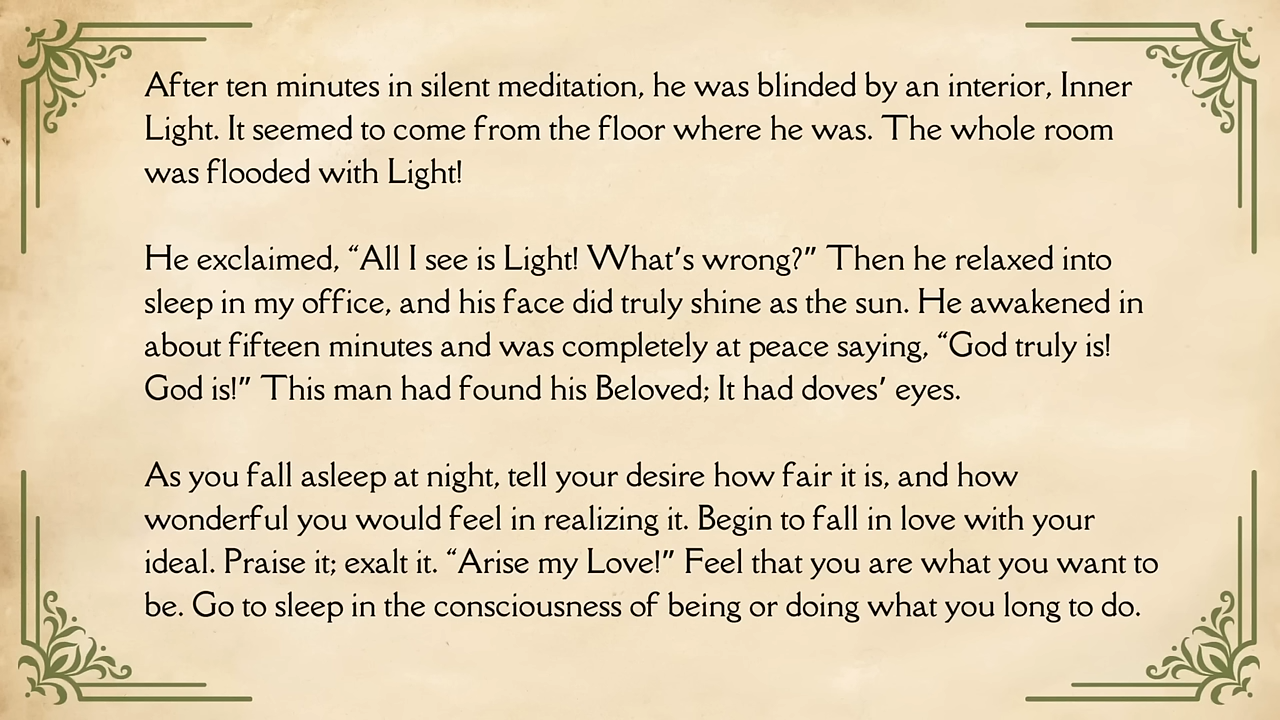 After ten minutes in silent meditation, he was blinded by an interior, Inner
Light. It seemed to come from the floor where he was. The whole room
was flooded with Light!
He exclaimed, “All I see is Light! What's wrong?" Then he relaxed into
sleep in my office, and his face did truly shine as the sun. He awakened in
about fifteen minutes and was completely at peace saying, “God truly is!
God is!" This man had found his Beloved; It had doves' eyes.
As you fall asleep at night, tell your desire how fair it is, and how
wonderful you would feel in realizing it. Begin to fall in love with your
ideal. Praise it; exalt it. “Arise my Love!" Feel that you are what you want to
be. Go to sleep in the consciousness of being or doing what you long to do.